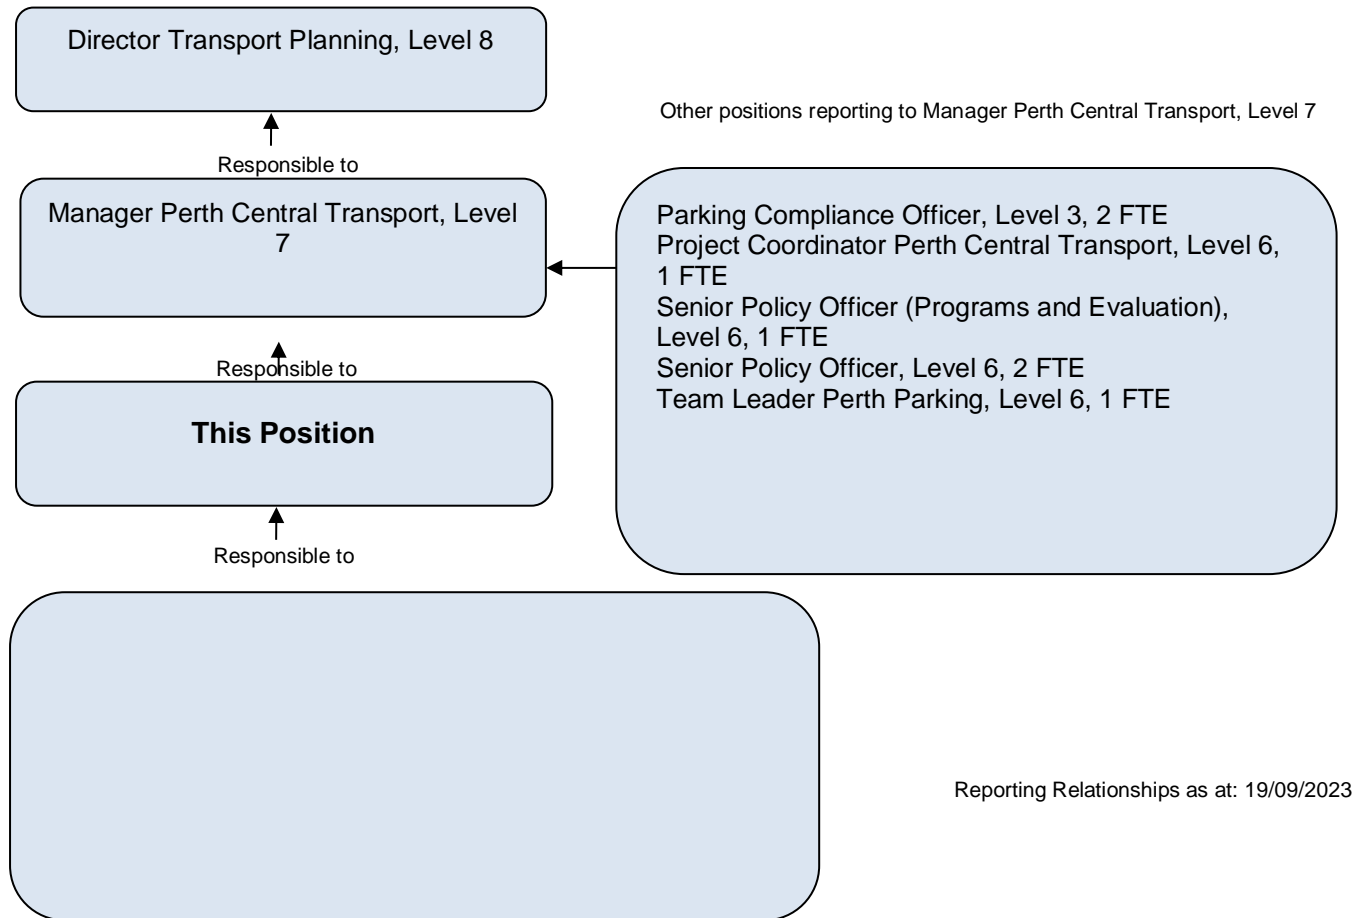 Director Transport Planning, Level 8
Other positions reporting to Manager Perth Central Transport, Level 7
Responsible to
Manager Perth Central Transport, Level
7
Parking Compliance Officer, Level 3, 2 FTE
Project Coordinator Perth Central Transport, Level 6,
1 FTE
Senior Policy Officer (Programs and Evaluation),
Level 6, 1 FTE
Senior Policy Officer, Level 6, 2 FTE
Team Leader Perth Parking, Level 6, 1 FTE
Responsible to
This Position
Responsible to
Reporting Relationships as at: 19/09/2023